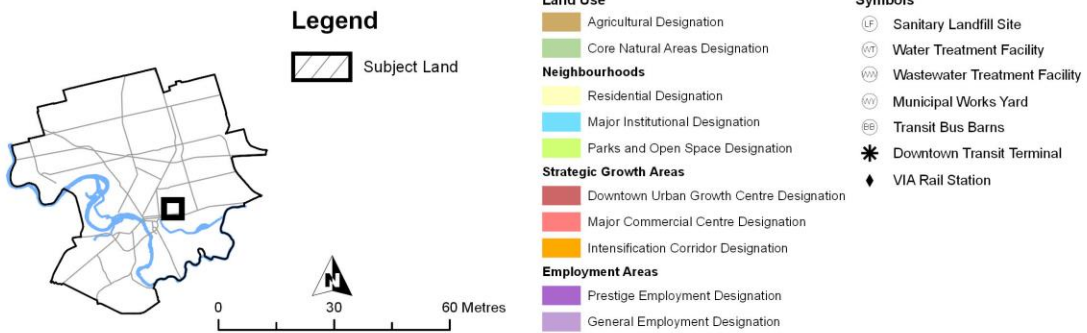 Legend
Subject Land
N
0 30 60 Metres
Land Use
Agricultural Designation
Core Natural Areas Designation
Neighbourhoods
Residential Designation
Major Institutional Designation
Parks and Open Space Designation
Strategic Growth Areas
Downtown Urban Growth Centre Designation
Major Commercial Centre Designation
Intensification Corridor Designation
Employment Areas
Prestige Employment Designation
General Employment Designation
Symbols
LF Sanitary Landfill Site
WT Water Treatment Facility
Wastewater Treatment Facility
Municipal Works Yard
BB Transit Bus Barns
Downtown Transit Terminal
VIA Rail Station